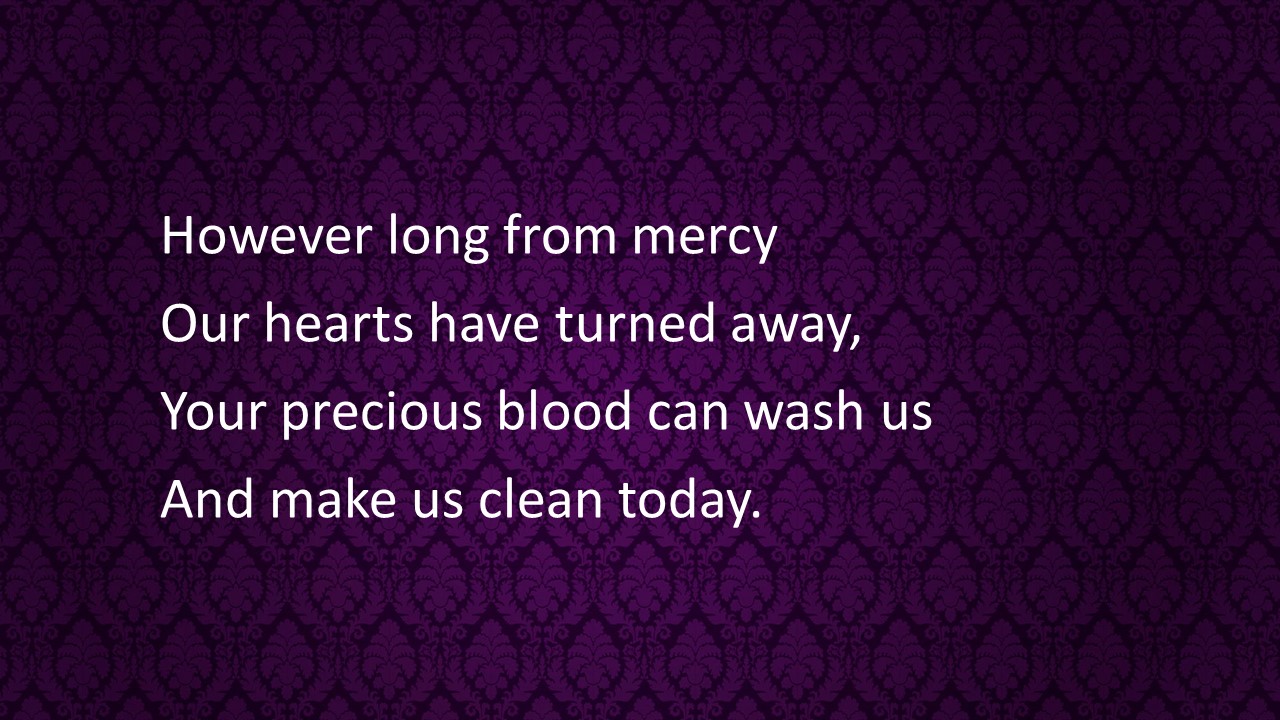 However long from mercy
Our hearts have turned away,
Your precious blood can wash us
And make us clean today.